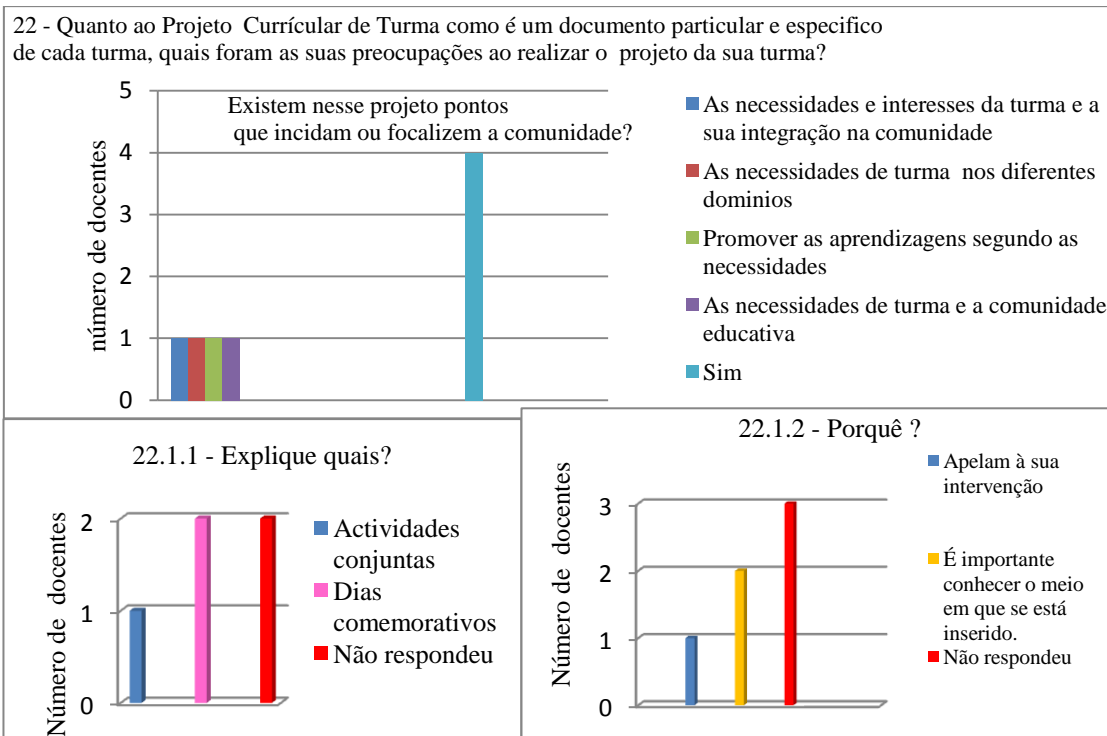 22 - Quanto ao Projeto Currícular de Turma como é um documento particular e especifico
de cada turma, quais foram as suas preocupações ao realizar o projeto da sua turma?
Existem nesse projeto pontos
que incidam ou focalizem a comunidade?
número de docentes
5
4
3
2
1
0
As necessidades e interesses da turma e a
sua integração na comunidade
As necessidades de turma nos diferentes
dominios
Promover as aprendizagens segundo as
necessidades
As necessidades de turma e a comunidade
educativa
Sim
22.1.1 - Explique quais?
Número de docentes
2
1
0
Actividades
conjuntas
Dias
comemorativos
Não respondeu
22.1.2 - Porquê ?
Número de docentes
3
2
1
0
Apelam à sua
intervenção
É importante
conhecer o meio
em que se está
inserido.
Não respondeu